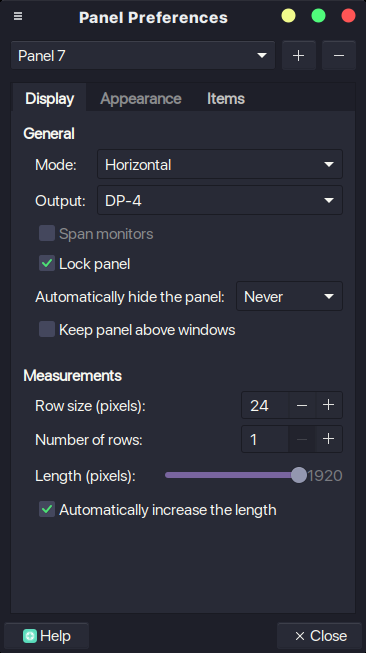 Panel Preferences
Panel 7
Display Appearance Items
General
Mode: Horizontal
Output: DP-4
Span monitors
Lock panel
Automatically hide the panel: Never
Keep panel above windows
Measurements
Row size (pixels): 24
Number of rows: 1
Length (pixels): 1920
Automatically increase the length
Help Close